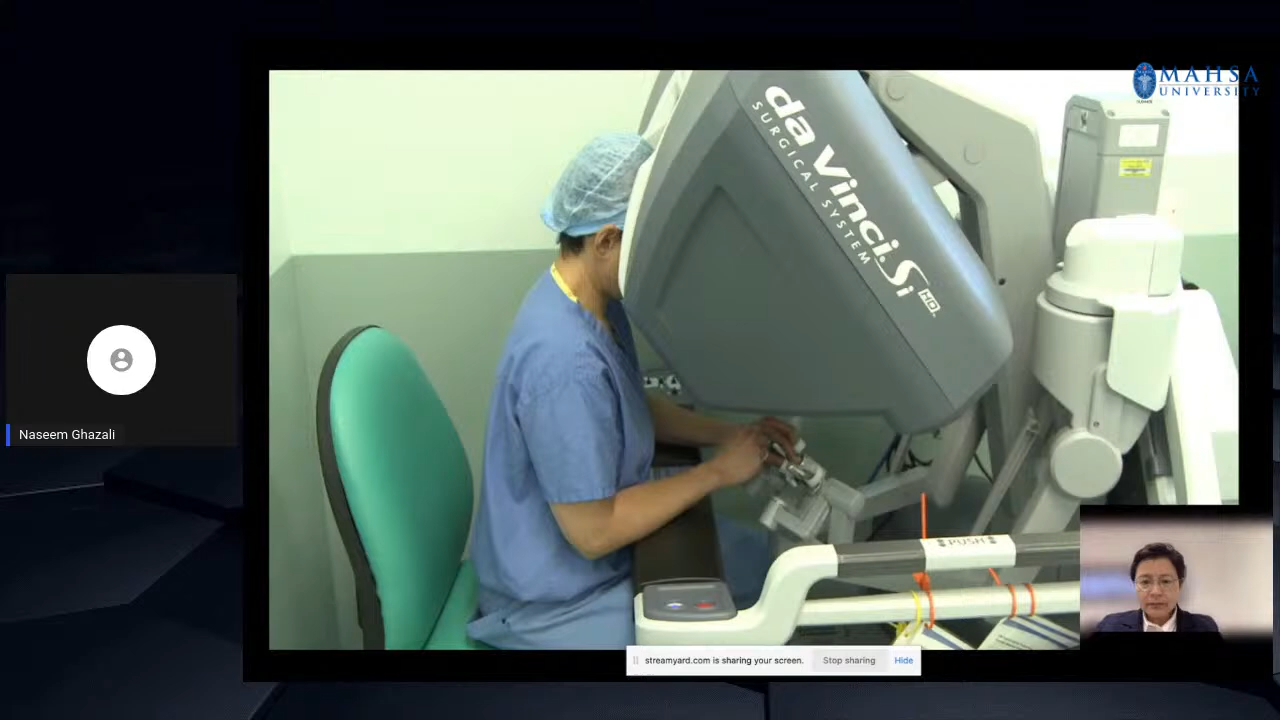 MAHSA
UNIVERSITY
da Vinci.Si HD
SURGICAL SYSTEM
Naseem Ghazali
PUSH
streamyard.com is sharing your screen. Stop sharing Hide